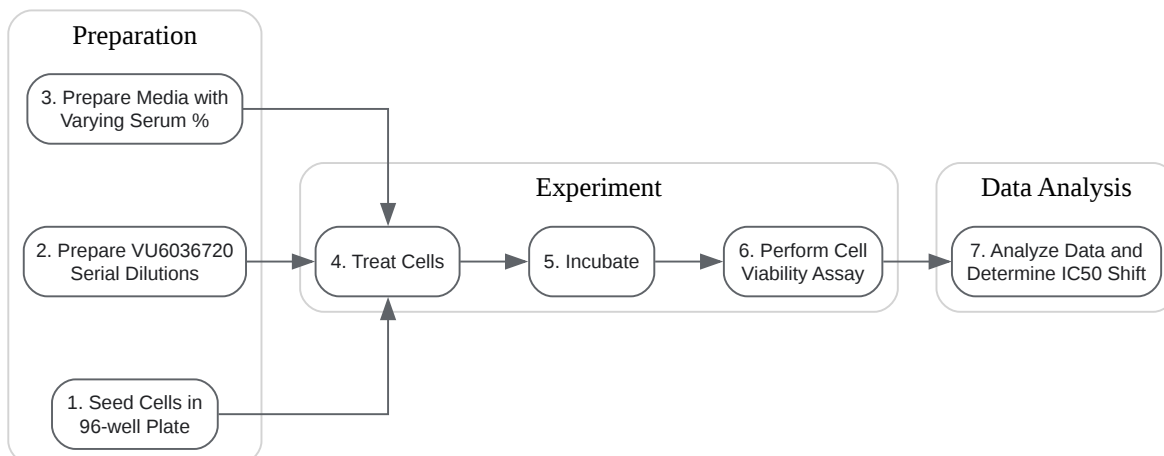 Preparation
3. Prepare Media with
Varying Serum %
2. Prepare VU6036720
Serial Dilutions
1. Seed Cells in
96-well Plate
Experiment
4. Treat Cells
5. Incubate
6. Perform Cell
Viability Assay
Data Analysis
7. Analyze Data and
Determine IC50 Shift